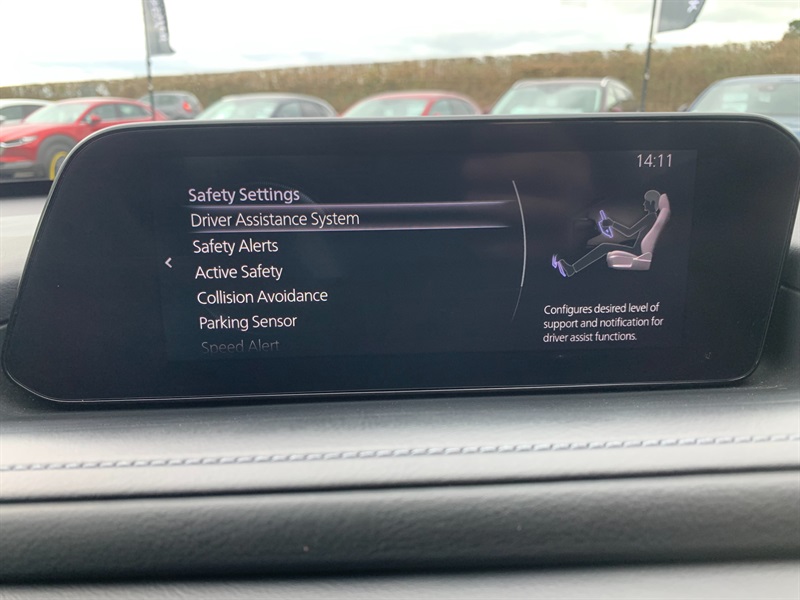 14:11
Safety Settings
Driver Assistance System
Safety Alerts
Active Safety
Collision Avoidance
Parking Sensor
Speed Alert
Configures desired level of
support and notification for
driver assist functions.